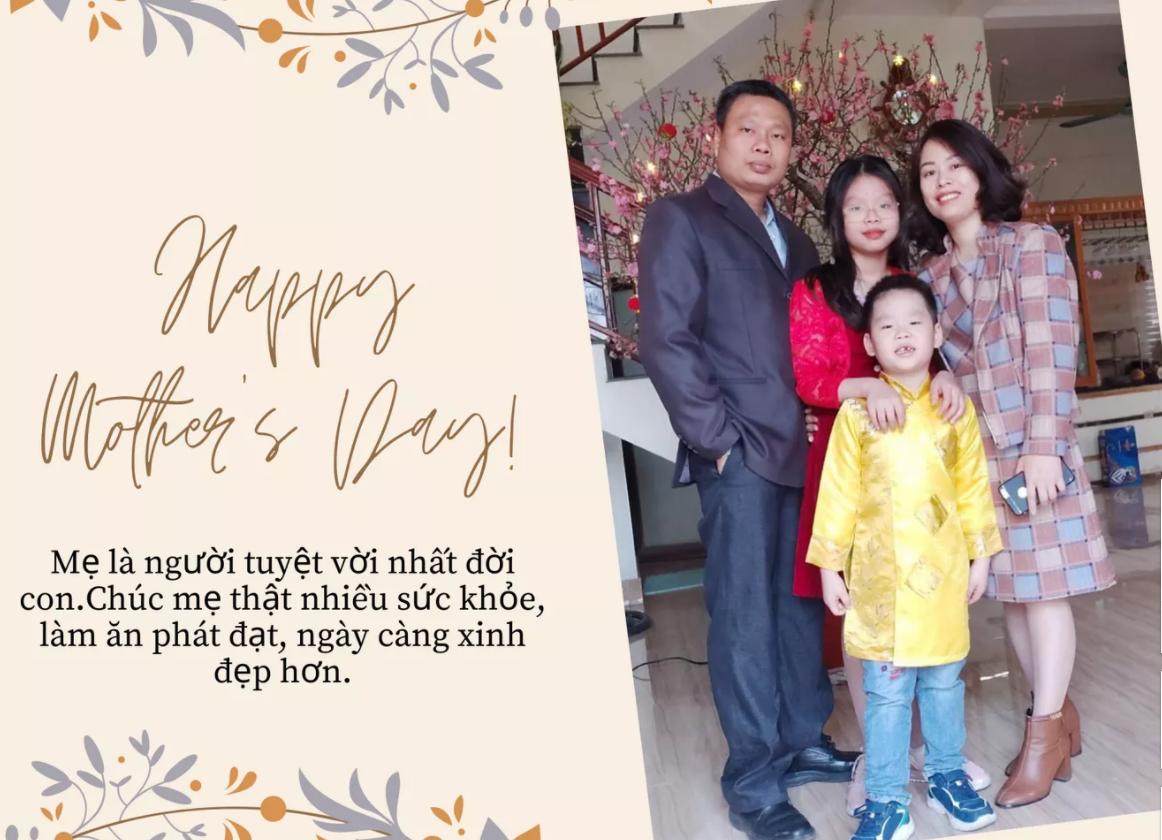 Happy
Mother's Day!
Mẹ là người tuyệt vời nhất đời
con.Chúc mẹ thật nhiều sức khỏe,
làm ăn phát đạt, ngày càng xinh
đẹp hơn.